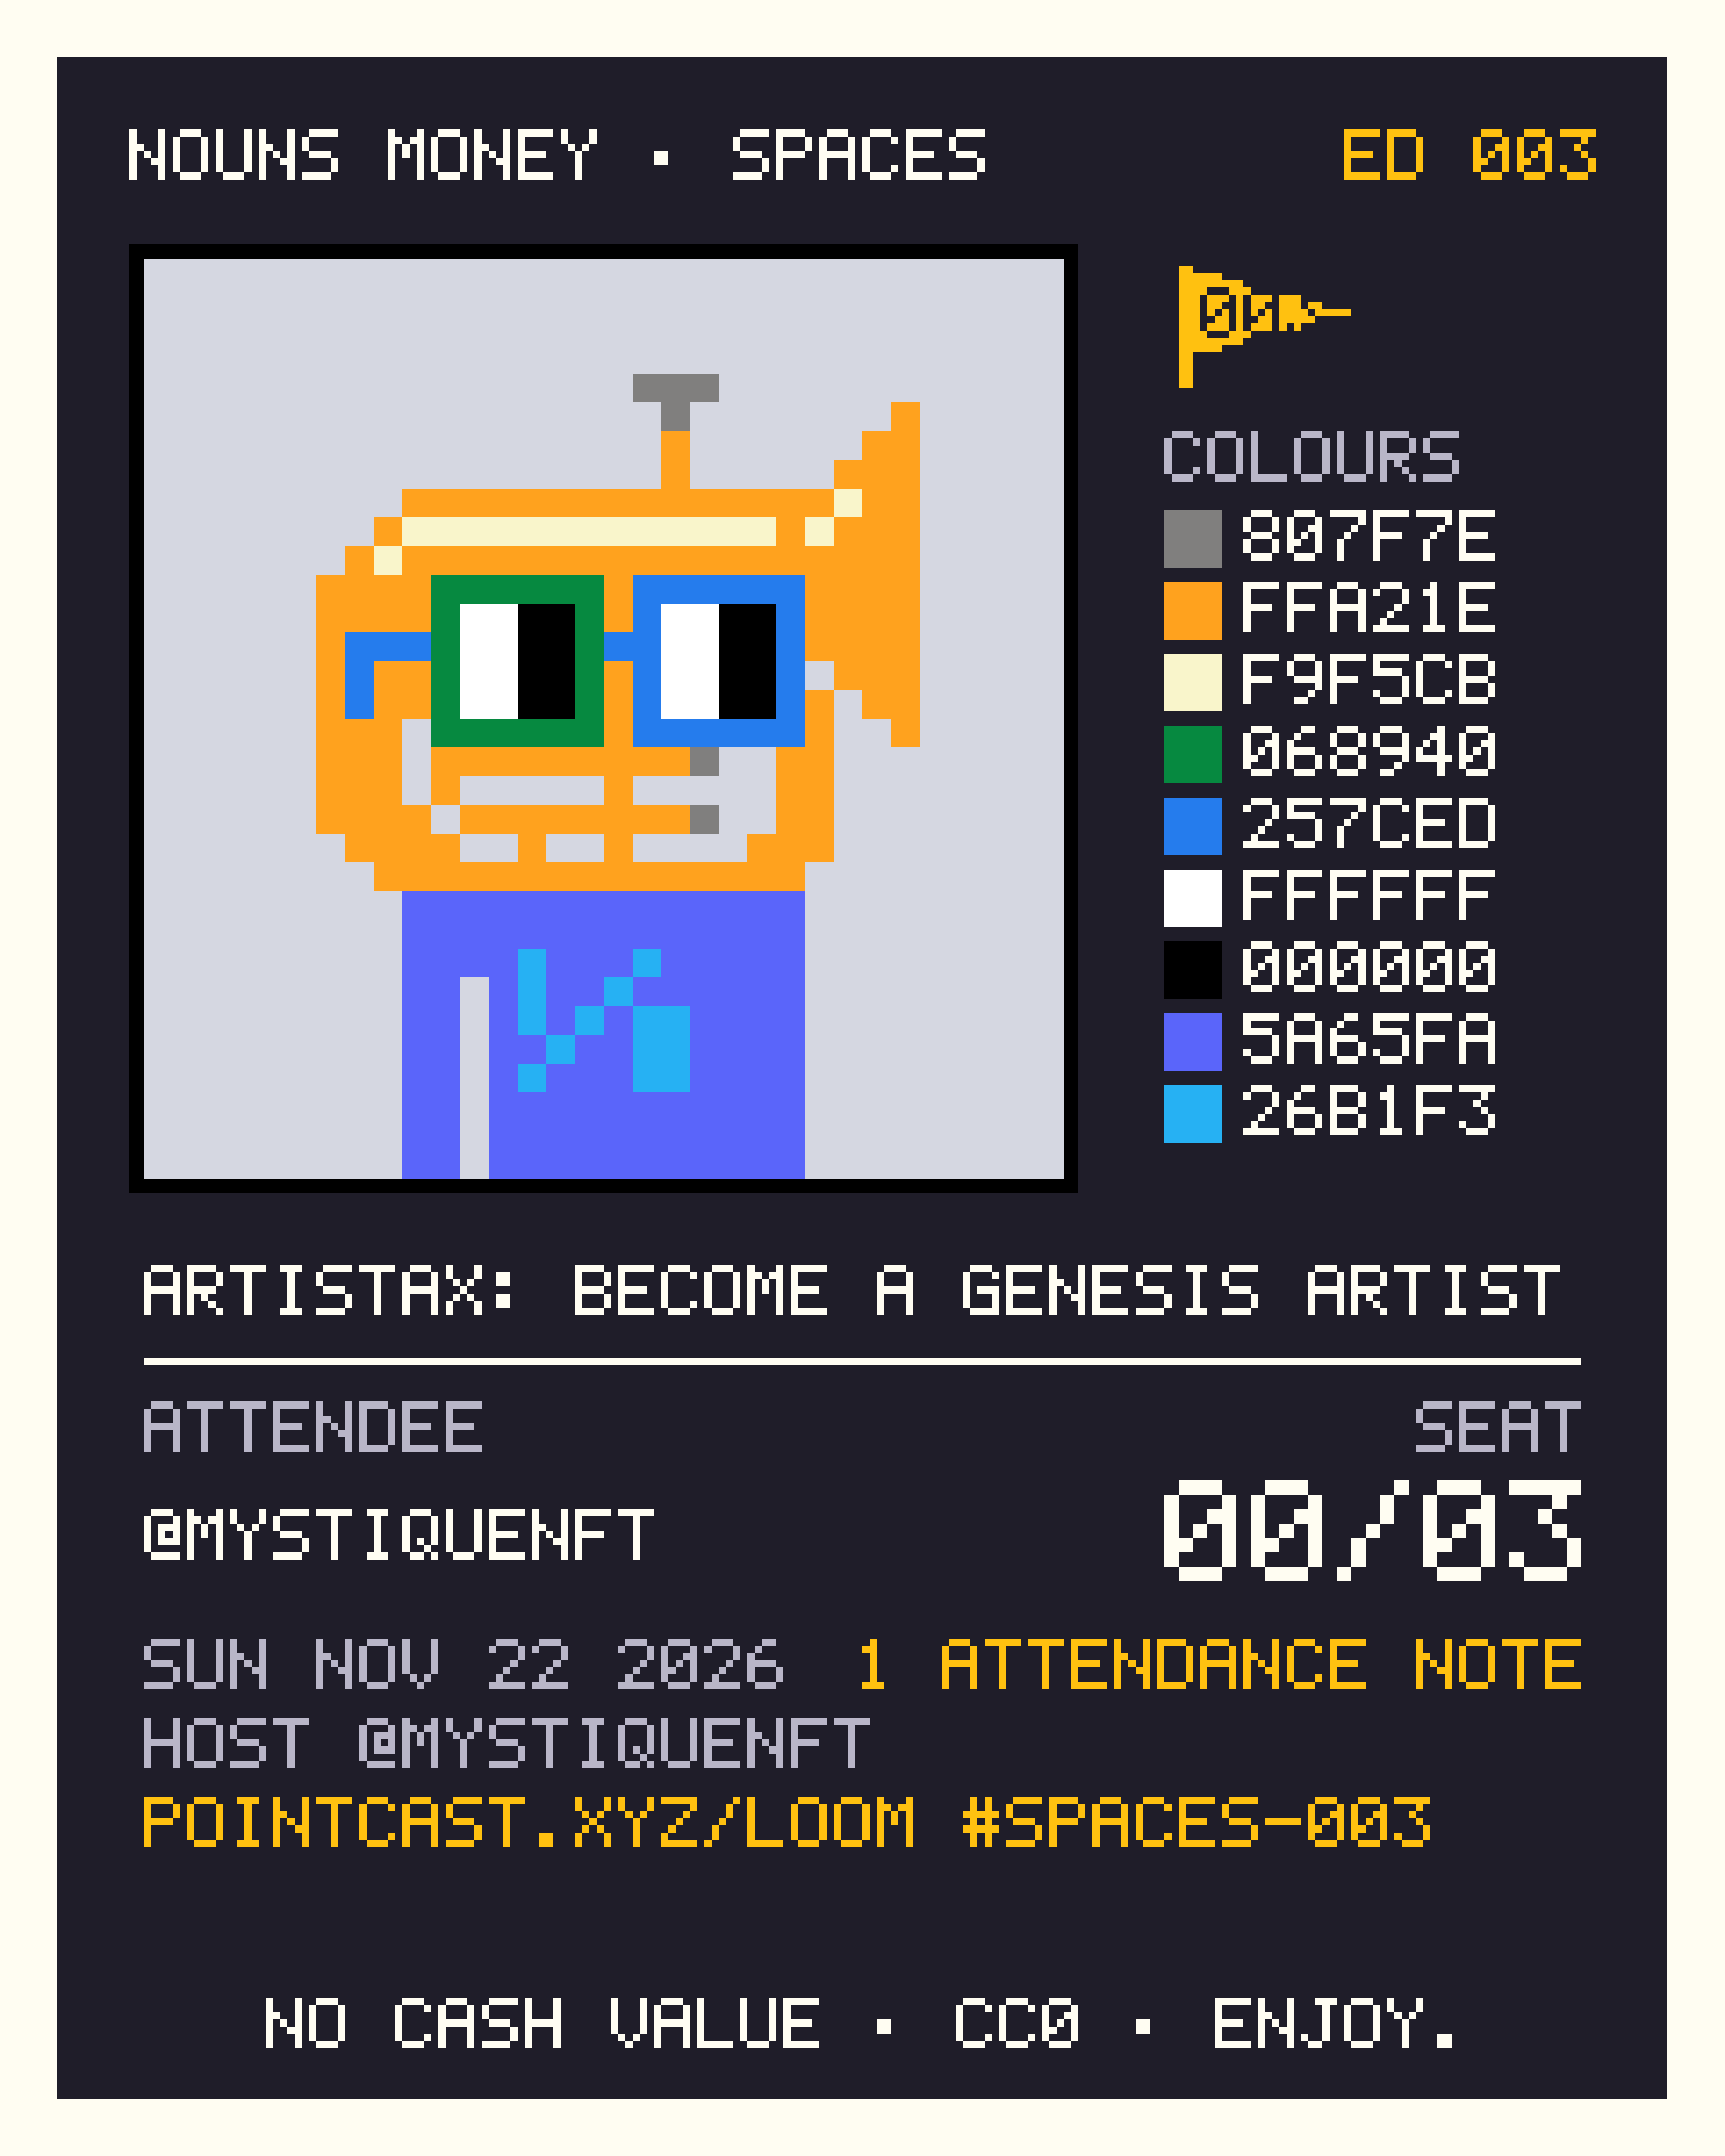 NOUNS MONEY · SPACES
ED 003
COLOURS
807F7E
FFA21E
F9F5CB
068940
257CED
FFFFFF
000000
5A65FA
26B1F3
ARTISTAX: BECOME A GENESIS ARTIST
ATTENDEE
SEAT
@MYSTIQUENFT
00/03
SUN NOV 22 2026
1 ATTENDANCE NOTE
HOST @MYSTIQUENFT
POINTCAST.XYZ/LOOM #SPACES-003
NO CASH VALUE · CC0 · ENJOY.